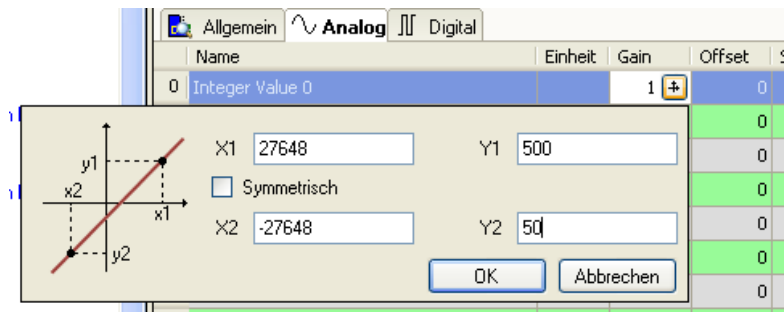 Allgemein Analog Digital
Name Einheit Gain Offset
0 Integer Value 0 1 0
0
y1 X1 27648 Y1 500
0
x2 Symmetrisch
0
x1
X2 -27648 Y2 50
0
y2
0
OK Abbrechen
0